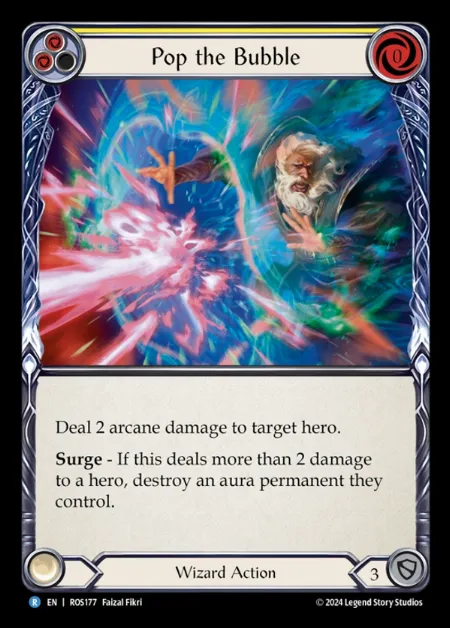 Pop the Bubble
0
Deal 2 arcane damage to target hero.
Surge - If this deals more than 2 damage
to a hero, destroy an aura permanent they
control.
Wizard Action
3
R EN | ROS177 Faizal Fikri
© 2024 Legend Story Studios